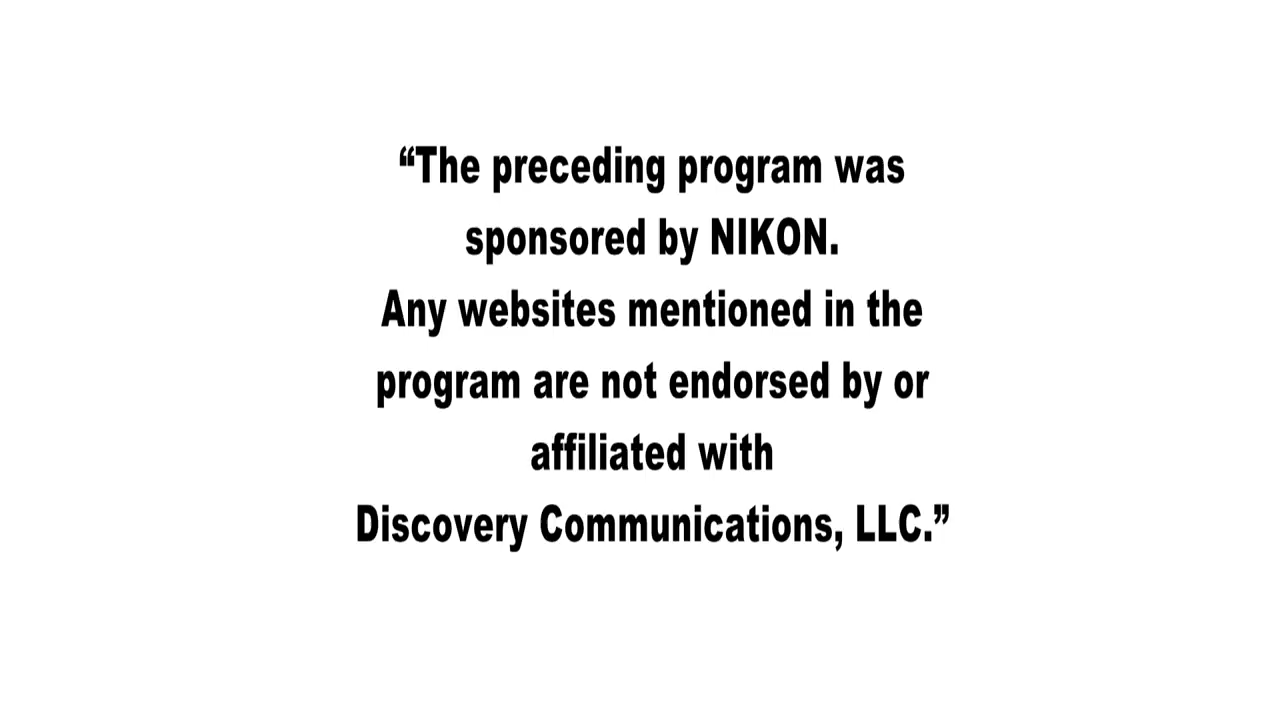 “The preceding program was
sponsored by NIKON.
Any websites mentioned in the
program are not endorsed by or
affiliated with
Discovery Communications, LLC.”